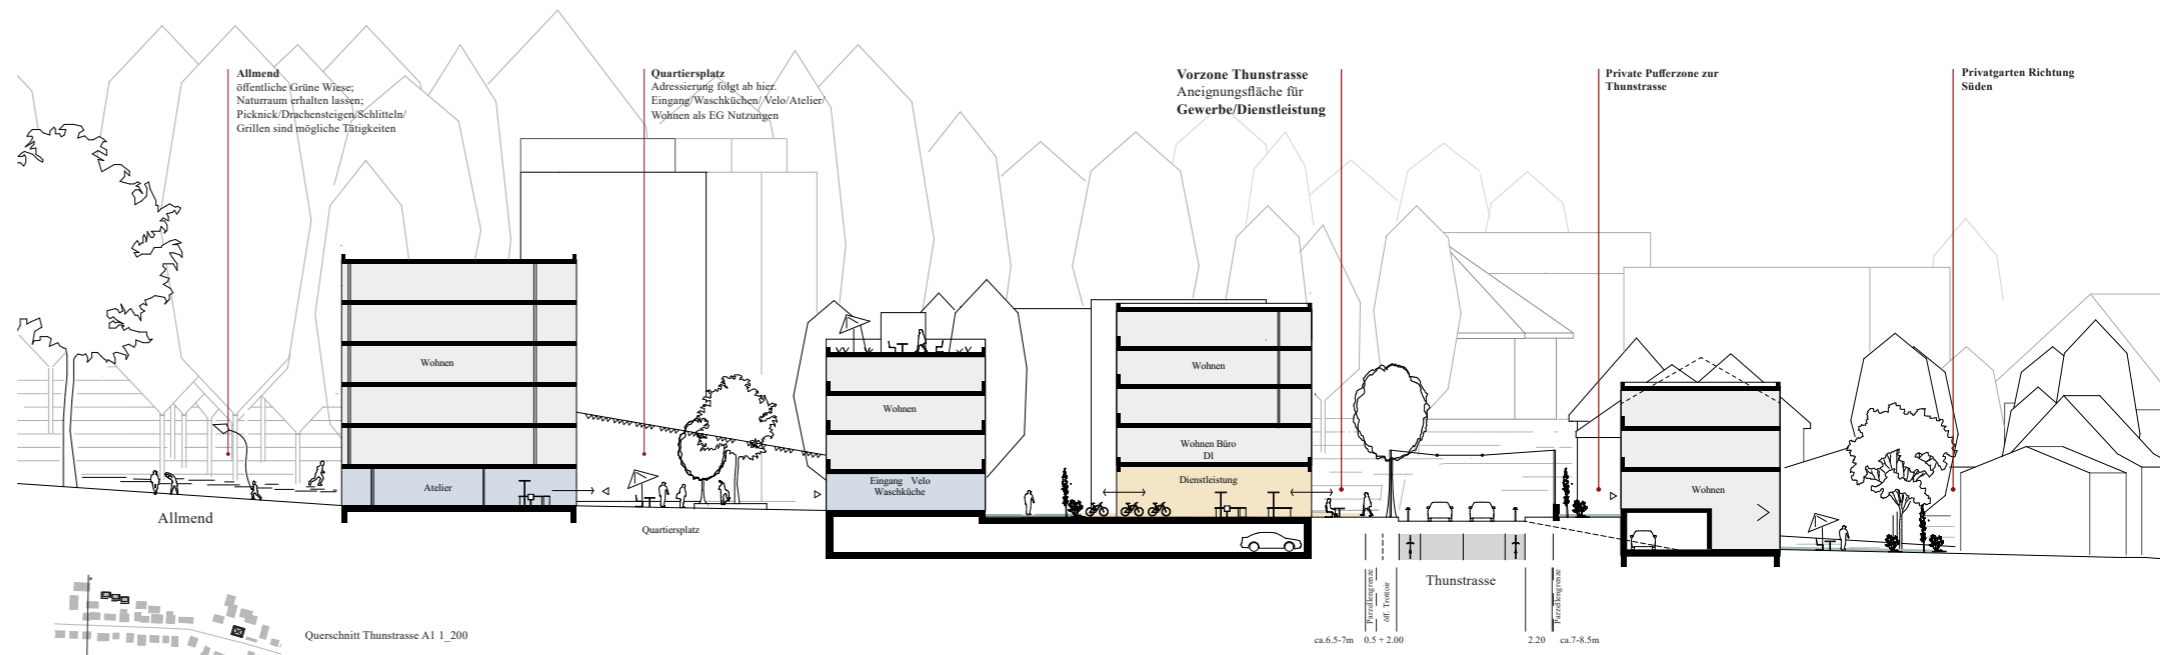 Allmend
öffentliche Grüne Wiese;
Naturraum erhalten lassen;
Picknick/Drachensteigen/Schlitteln/
Grillen sind mögliche Tätigkeiten
Quartiersplatz
Adressierung folgt ab hier.
Eingang/Waschküchen/ Velo/Atelier/
Wohnen als EG Nutzungen
Vorzone Thunstrasse
Aneignungsfläche für
Gewerbe/Dienstleistung
Private Pufferzone zur
Thunstrasse
Privatgarten Richtung
Süden
Wohnen
Atelier
Wohnen
Eingang Velo
Waschküche
Wohnen
Wohnen Büro
Dl
Dienstleistung
Wohnen
Allmend
Quartiersplatz
Thunstrasse
Parzellengrenze
öff. Trottoir
Parzellengrenze
ca.6.5-7m
0.5 + 2.00
2.20
ca.7-8.5m
Querschnitt Thunstrasse A1 1_200